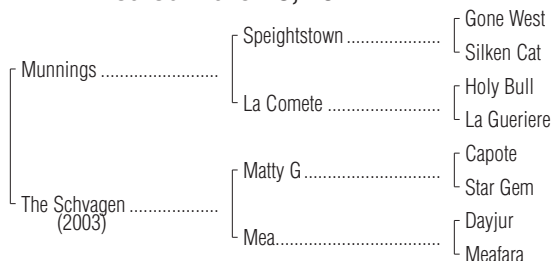 Gone West
Speightstown ......................
Silken Cat
Munnings .........................
Holy Bull
La Comete .........................
La Gueriere
Capote
Matty G .............................
Star Gem
The Schvagen ...................
(2003)
Dayjur
Mea....................................
Meafara